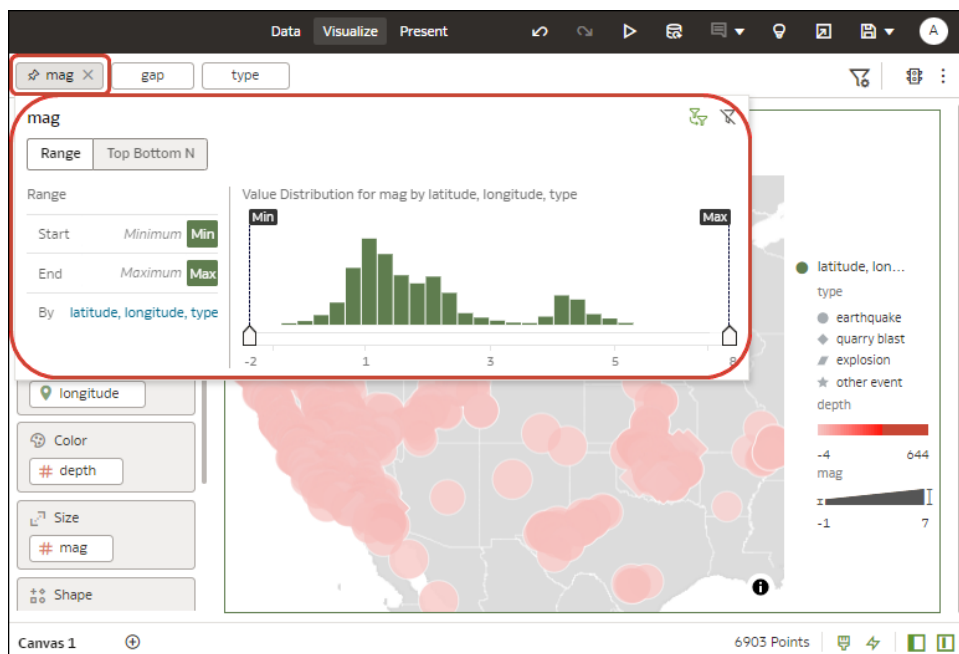 Data Visualize Present A
mag gap type
mag
Range Top Bottom N
Range
Start Minimum Min
End Maximum Max
By latitude, longitude, type
Value Distribution for mag by latitude, longitude, type
Min Max
-2 1 3 5 8
longitude
Color
# depth
Size
# mag
Shape
latitude, lon...
type
earthquake
quarry blast
explosion
other event
depth
-4 644
mag
-1 7
Canvas 1
6903 Points